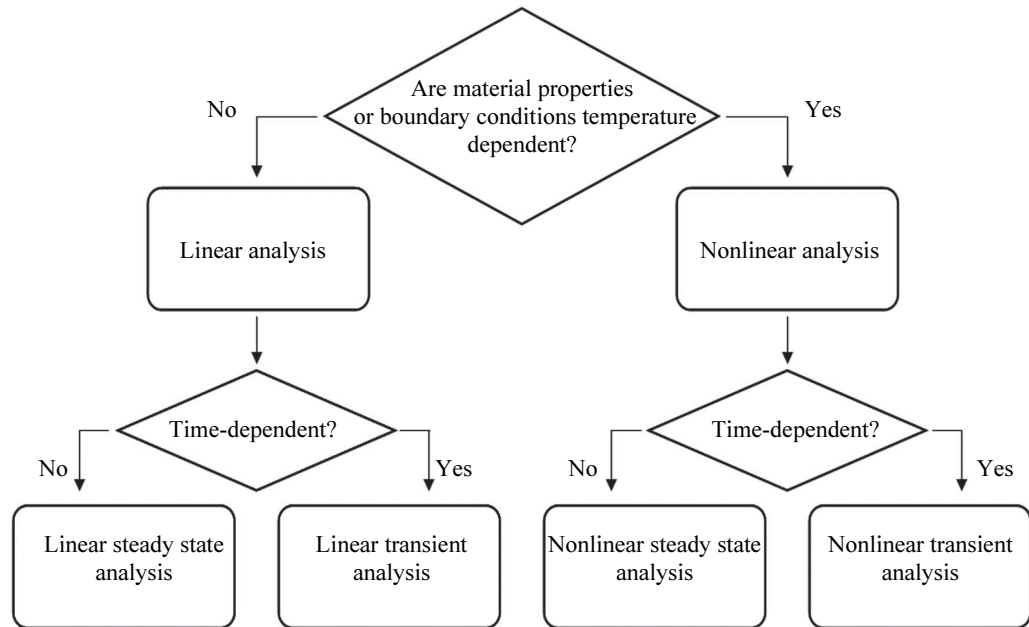 Are material properties
or boundary conditions temperature
dependent?
No
Yes
Linear analysis
Nonlinear analysis
Time-dependent?
Time-dependent?
No
Yes
No
Yes
Linear steady state
analysis
Linear transient
analysis
Nonlinear steady state
analysis
Nonlinear transient
analysis